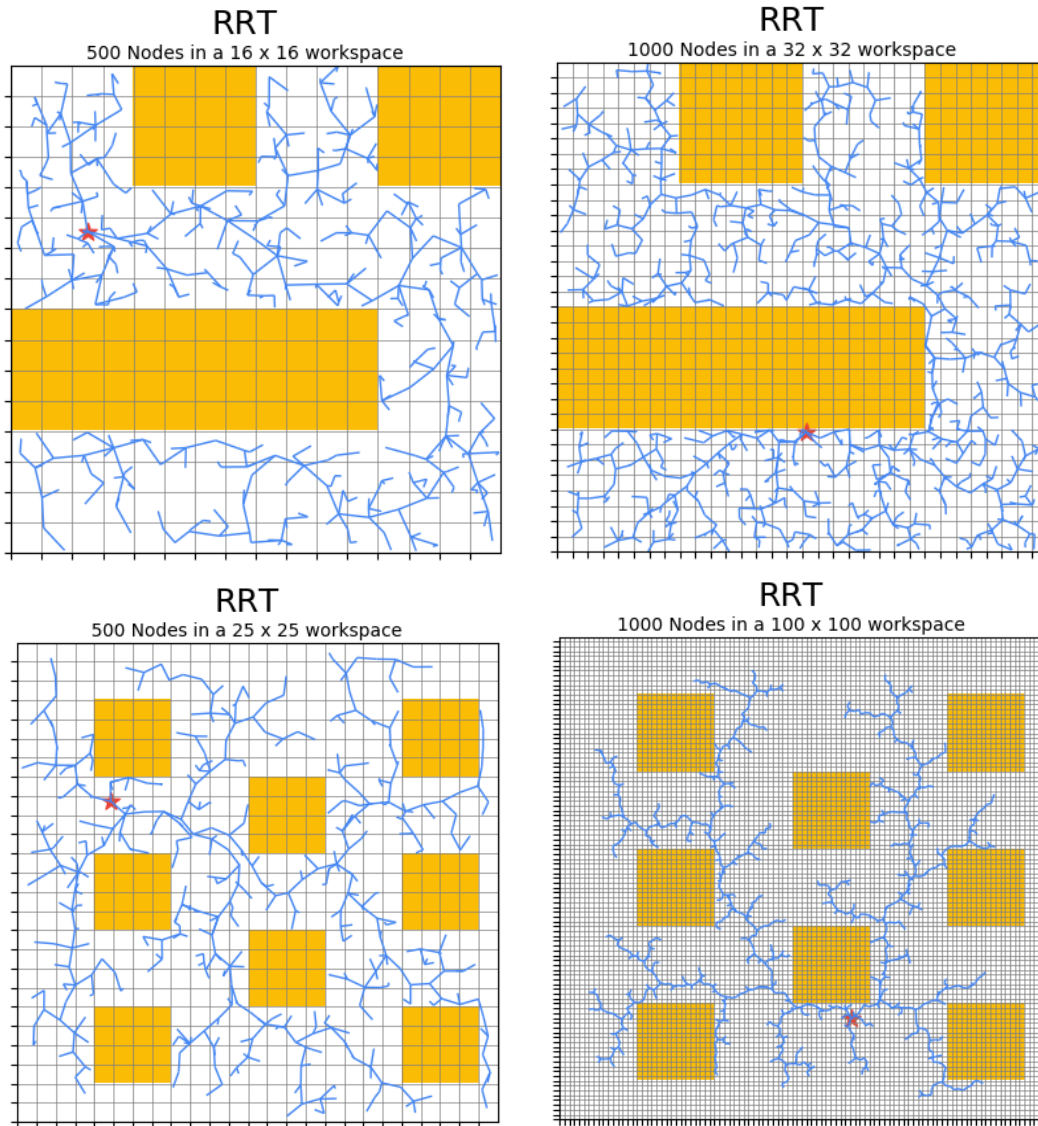 RRT
500 Nodes in a 16 x 16 workspace
RRT
1000 Nodes in a 32 x 32 workspace
RRT
500 Nodes in a 25 x 25 workspace
RRT
1000 Nodes in a 100 x 100 workspace